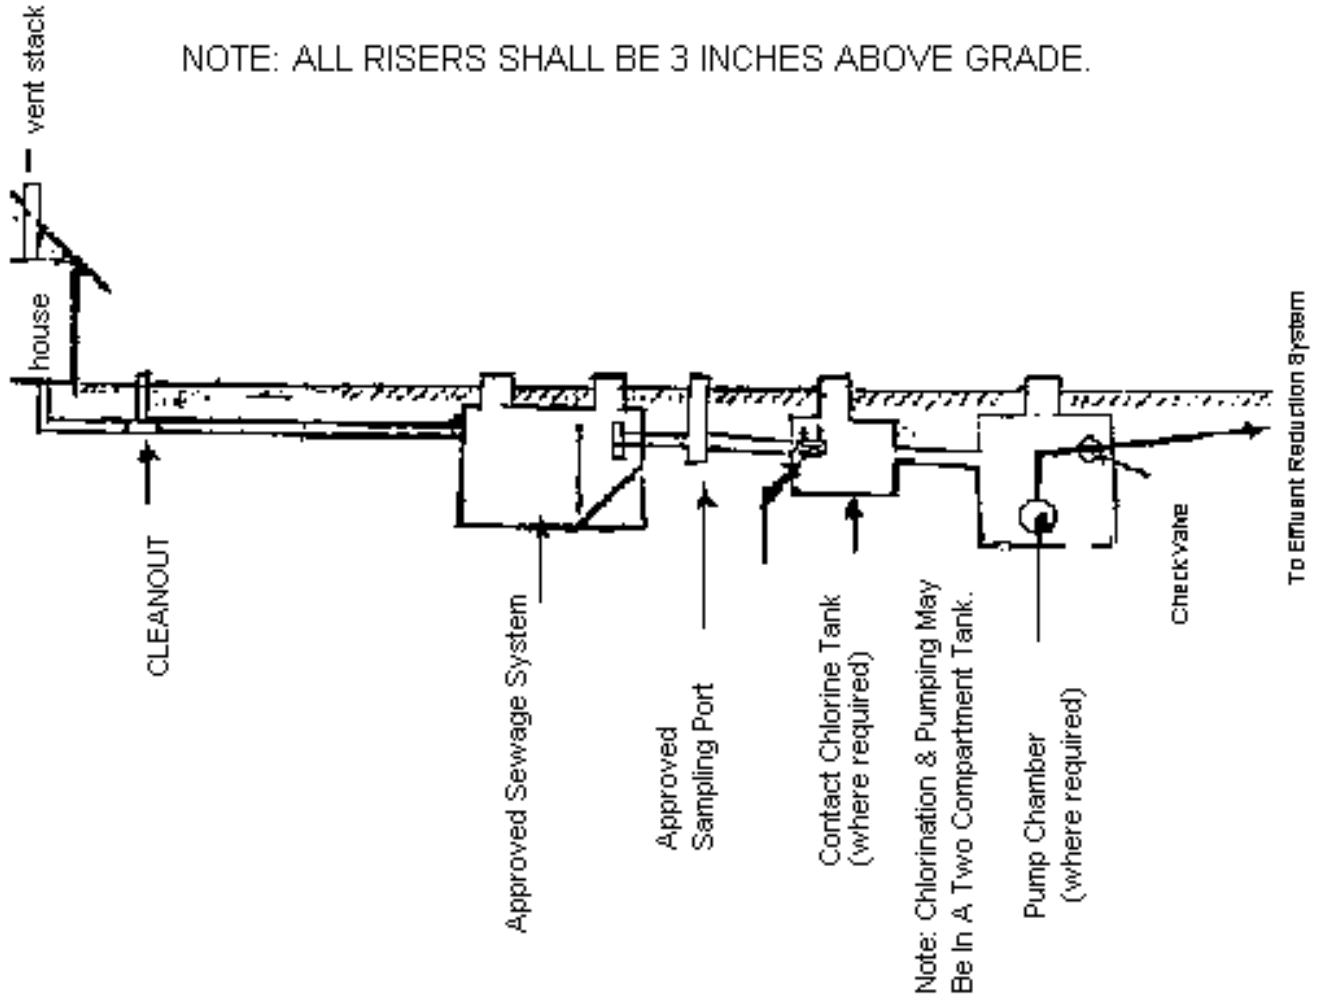 NOTE: ALL RISERS SHALL BE 3 INCHES ABOVE GRADE.
vent stack
house
CLEANOUT
Approved Sewage System
Approved
Sampling Port
Contact Chlorine Tank
(where required)
Note: Chlorination & Pumping May
Be In A Two Compartment Tank.
Pump Chamber
(where required)
Check Valve
To Effluent Reduction System